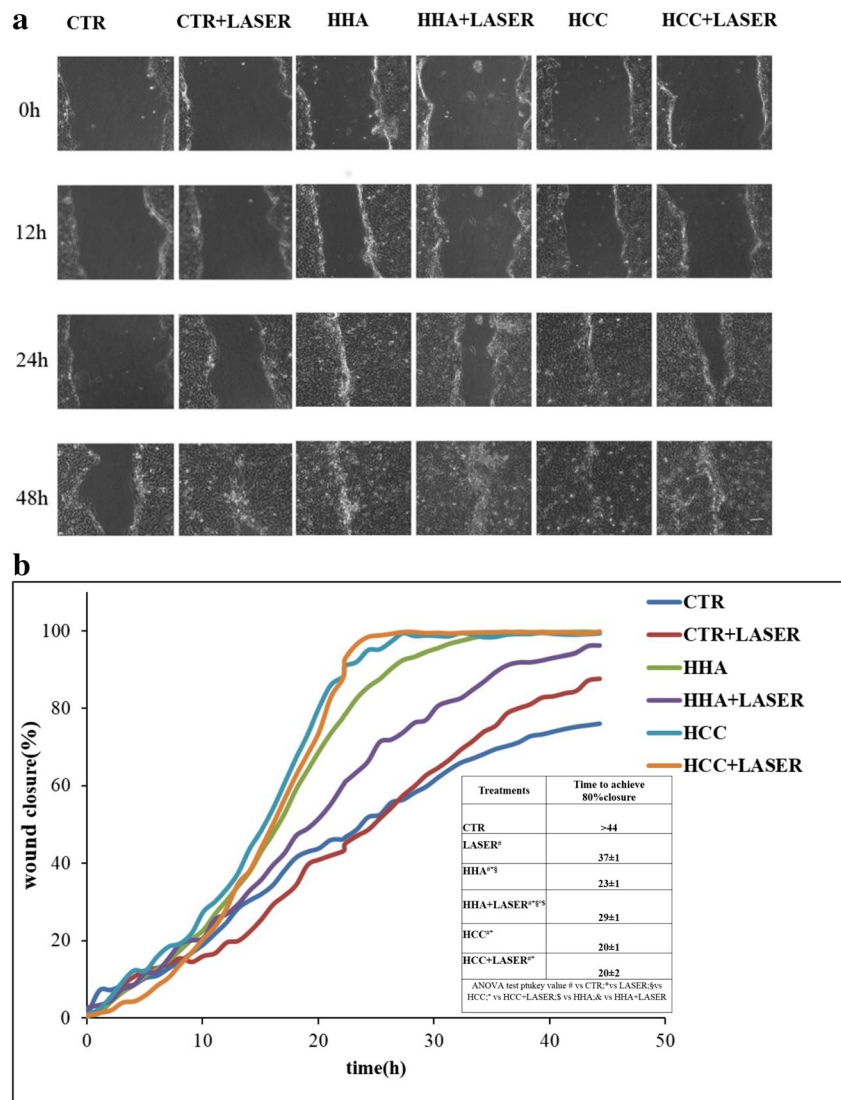 a
CTR CTR+LASER HHA HHA+LASER HCC HCC+LASER
0h
12h
24h
48h
b
wound closure(%)
100
80
60
40
20
0
0 10 20 30 40 50
time(h)
CTR
CTR+LASER
HHA
HHA+LASER
HCC
HCC+LASER
Treatments Time to achieve
80%closure
CTR >44
LASER# 37±1
HHA#*§ 23±1
HHA+LASER#*§°$ 29±1
HCC#* 20±1
HCC+LASER#* 20±2
ANOVA test ptukey value # vs CTR;*vs LASER;§vs
HCC;° vs HCC+LASER;$ vs HHA;& vs HHA+LASER